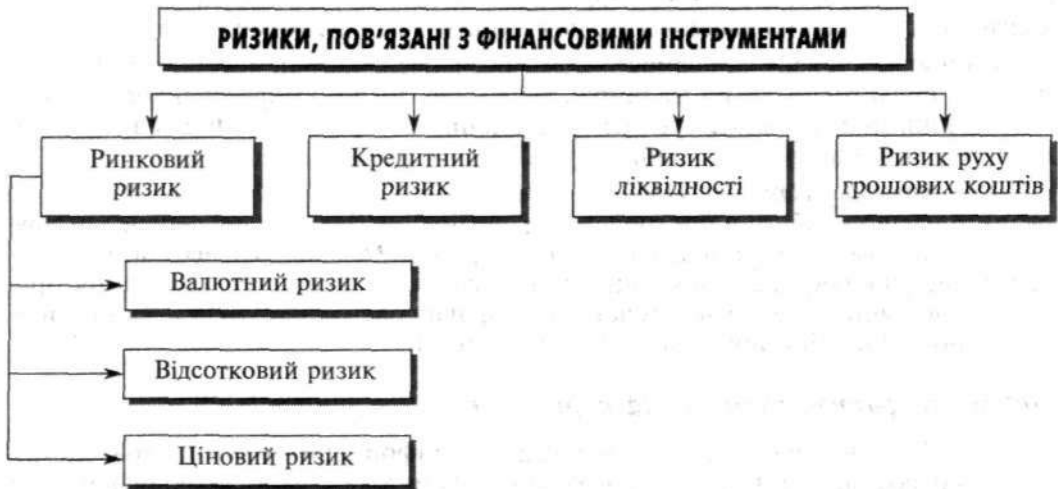 РИЗИКИ, ПОВ'ЯЗАНІ З ФІНАНСОВИМИ ІНСТРУМЕНТАМИ
Ринковий
ризик
Кредитний
ризик
Ризик
ліквідності
Ризик руху
грошових коштів
Валютний ризик
Відсотковий ризик
Ціновий ризик